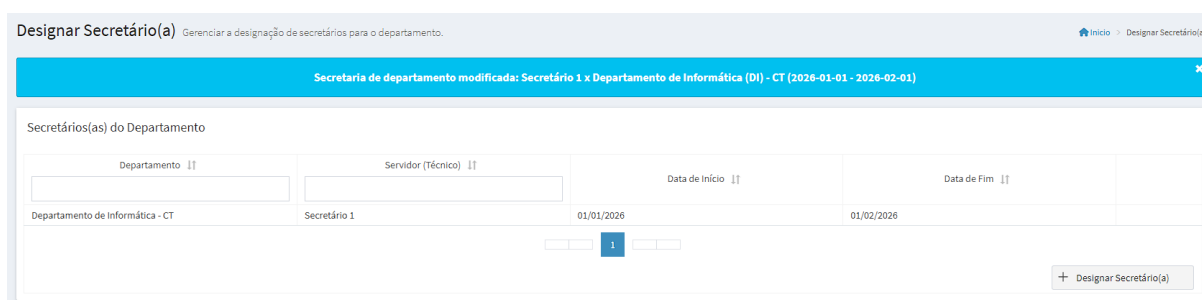 Designar Secretário(a) Gerenciar a designação de secretários para o departamento.
Início > Designar Secretário(a
Secretaria de departamento modificada: Secretário 1 x Departamento de Informática (DI) - CT (2026-01-01 - 2026-02-01)
Secretários(as) do Departamento
Departamento Servidor (Técnico) Data de Início Data de Fim
Departamento de Informática - CT Secretário 1 01/01/2026 01/02/2026
1
+ Designar Secretário(a)